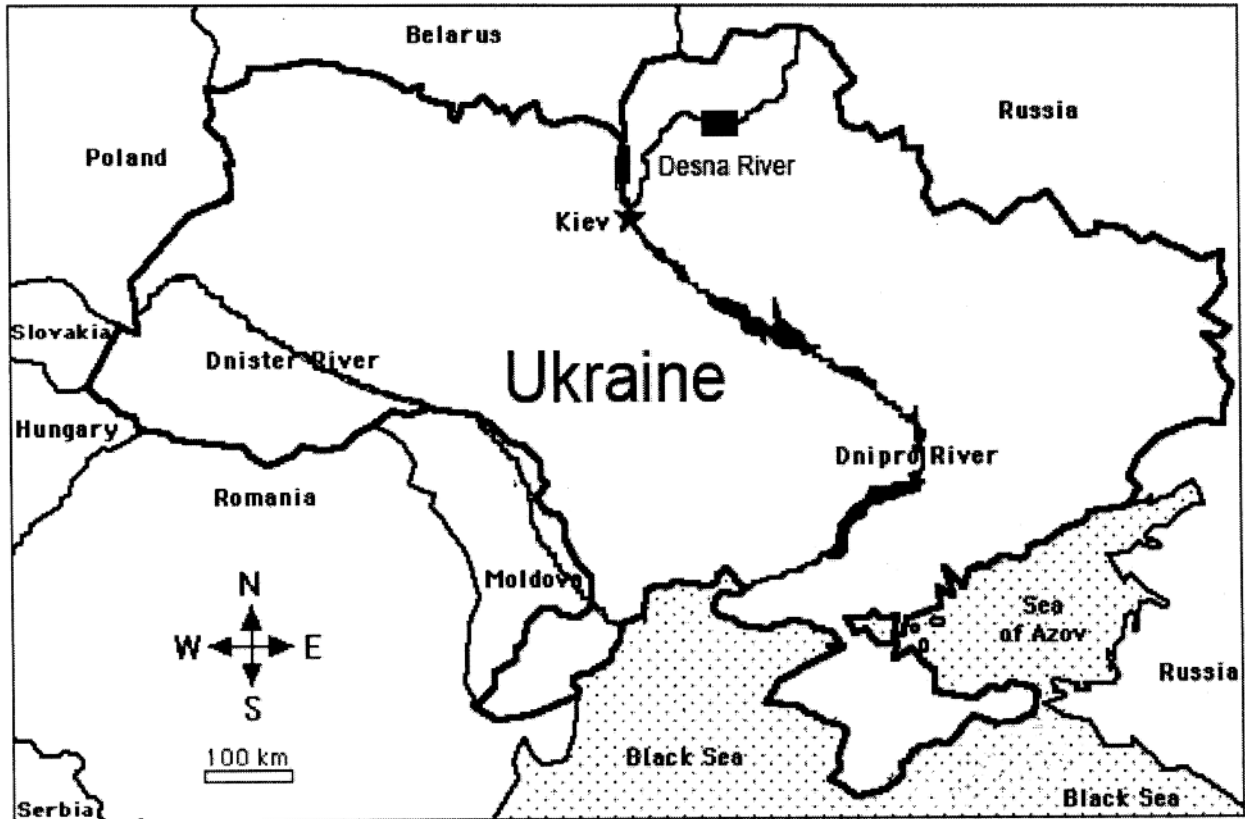 Belarus
Russia
Poland
Desna River
Kiev
Slovakia
Dnister River
Ukraine
Hungary
Dnipro River
Romania
N
Moldova
Sea
of Azov
W
E
Russia
S
100 km
Black Sea
Serbia
Black Sea